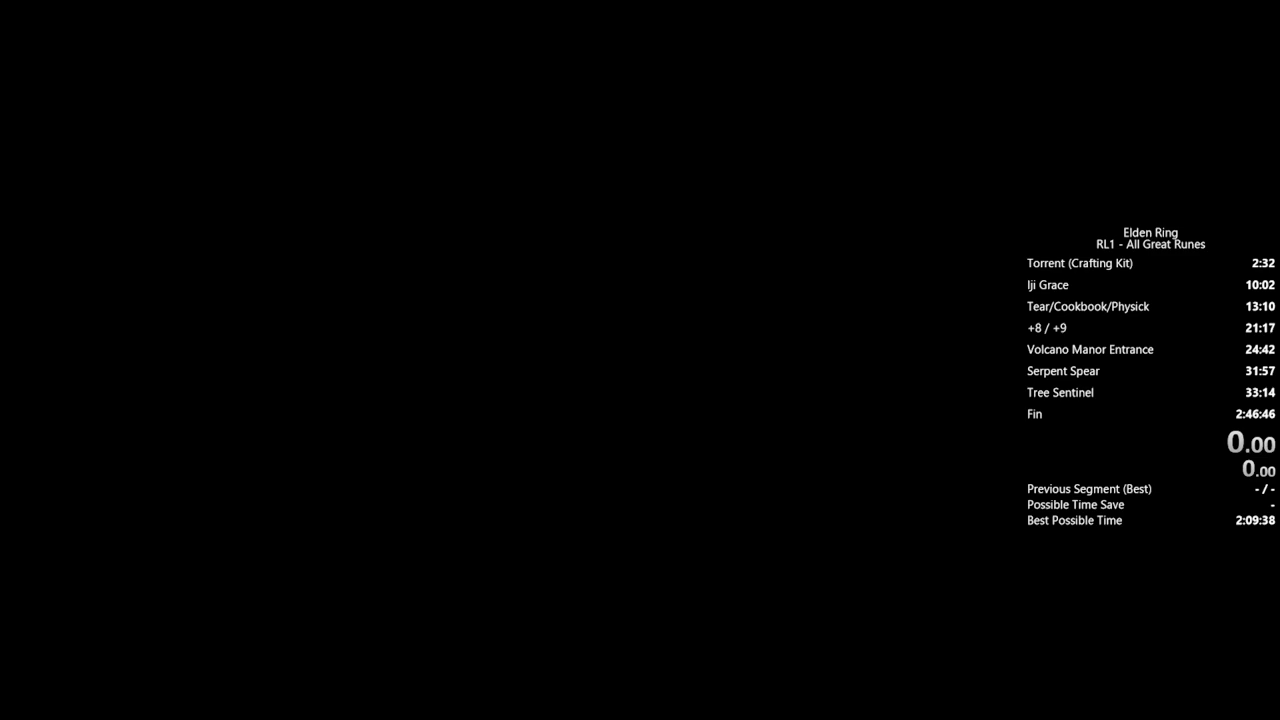 Elden Ring
RL1 - All Great Runes
Torrent (Crafting Kit) 2:32
Iji Grace 10:02
Tear/Cookbook/Physick 13:10
+8 / +9 21:17
Volcano Manor Entrance 24:42
Serpent Spear 31:57
Tree Sentinel 33:14
Fin 2:46:46
0.00
0.00
Previous Segment (Best) - / -
Possible Time Save -
Best Possible Time 2:09:38